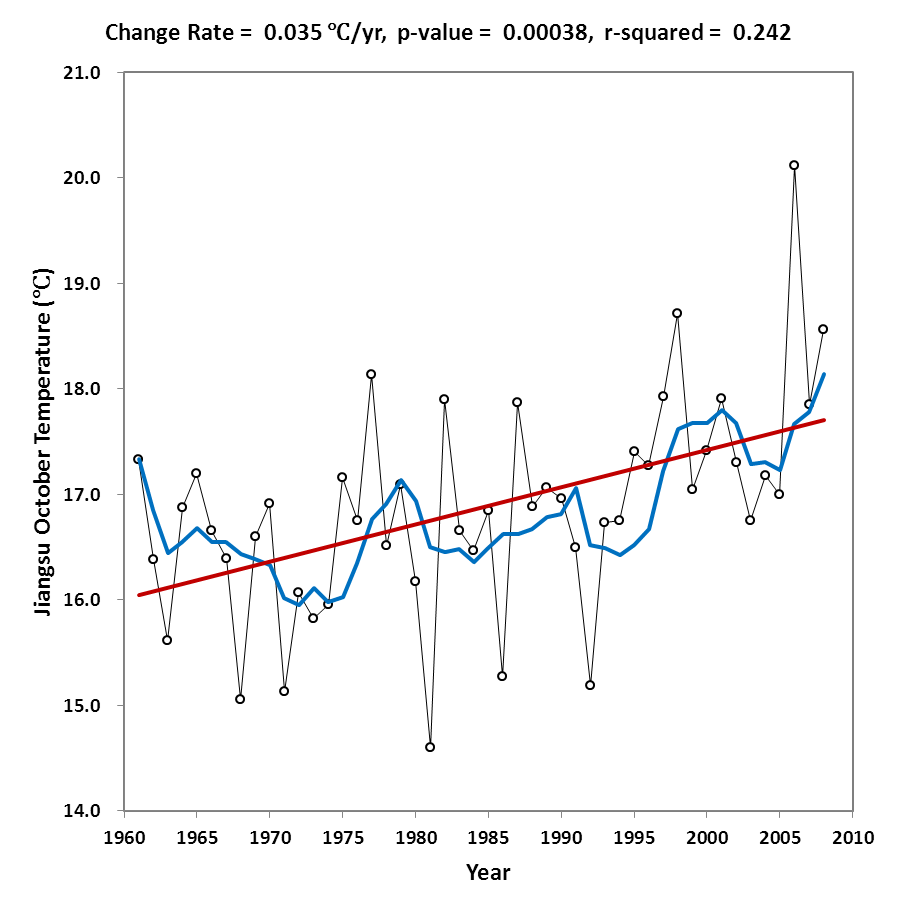 Change Rate = 0.035 ℃/yr, p-value = 0.00038, r-squared = 0.242
21.0
20.0
19.0
18.0
17.0
16.0
15.0
14.0
Jiangsu October Temperature (℃)
1960 1965 1970 1975 1980 1985 1990 1995 2000 2005 2010
Year